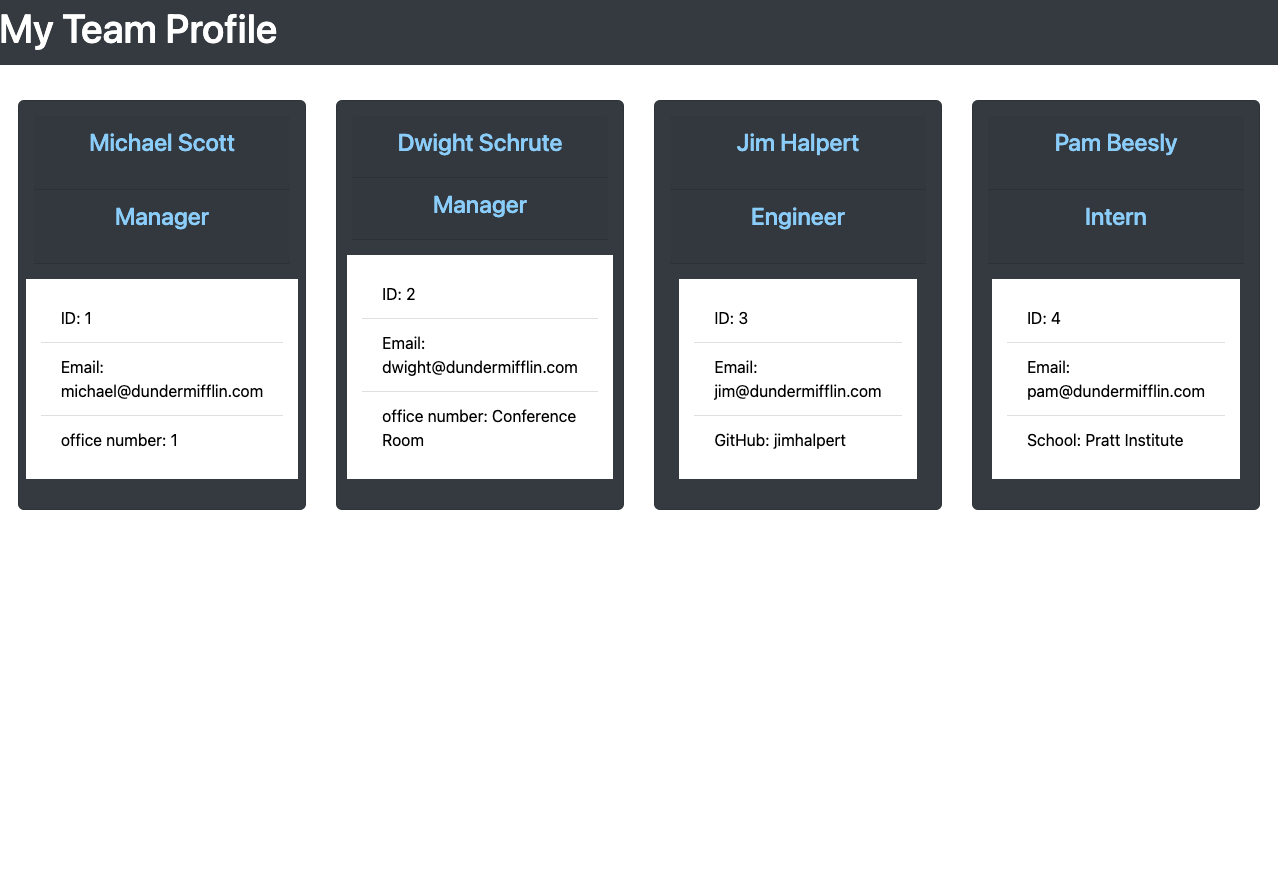 My Team Profile
Michael Scott
Manager
ID: 1
Email:
michael@dundermifflin.com
office number: 1
Dwight Schrute
Manager
ID: 2
Email:
dwight@dundermifflin.com
office number: Conference
Room
Jim Halpert
Engineer
ID: 3
Email:
jim@dundermifflin.com
GitHub: jimhalpert
Pam Beesly
Intern
ID: 4
Email:
pam@dundermifflin.com
School: Pratt Institute